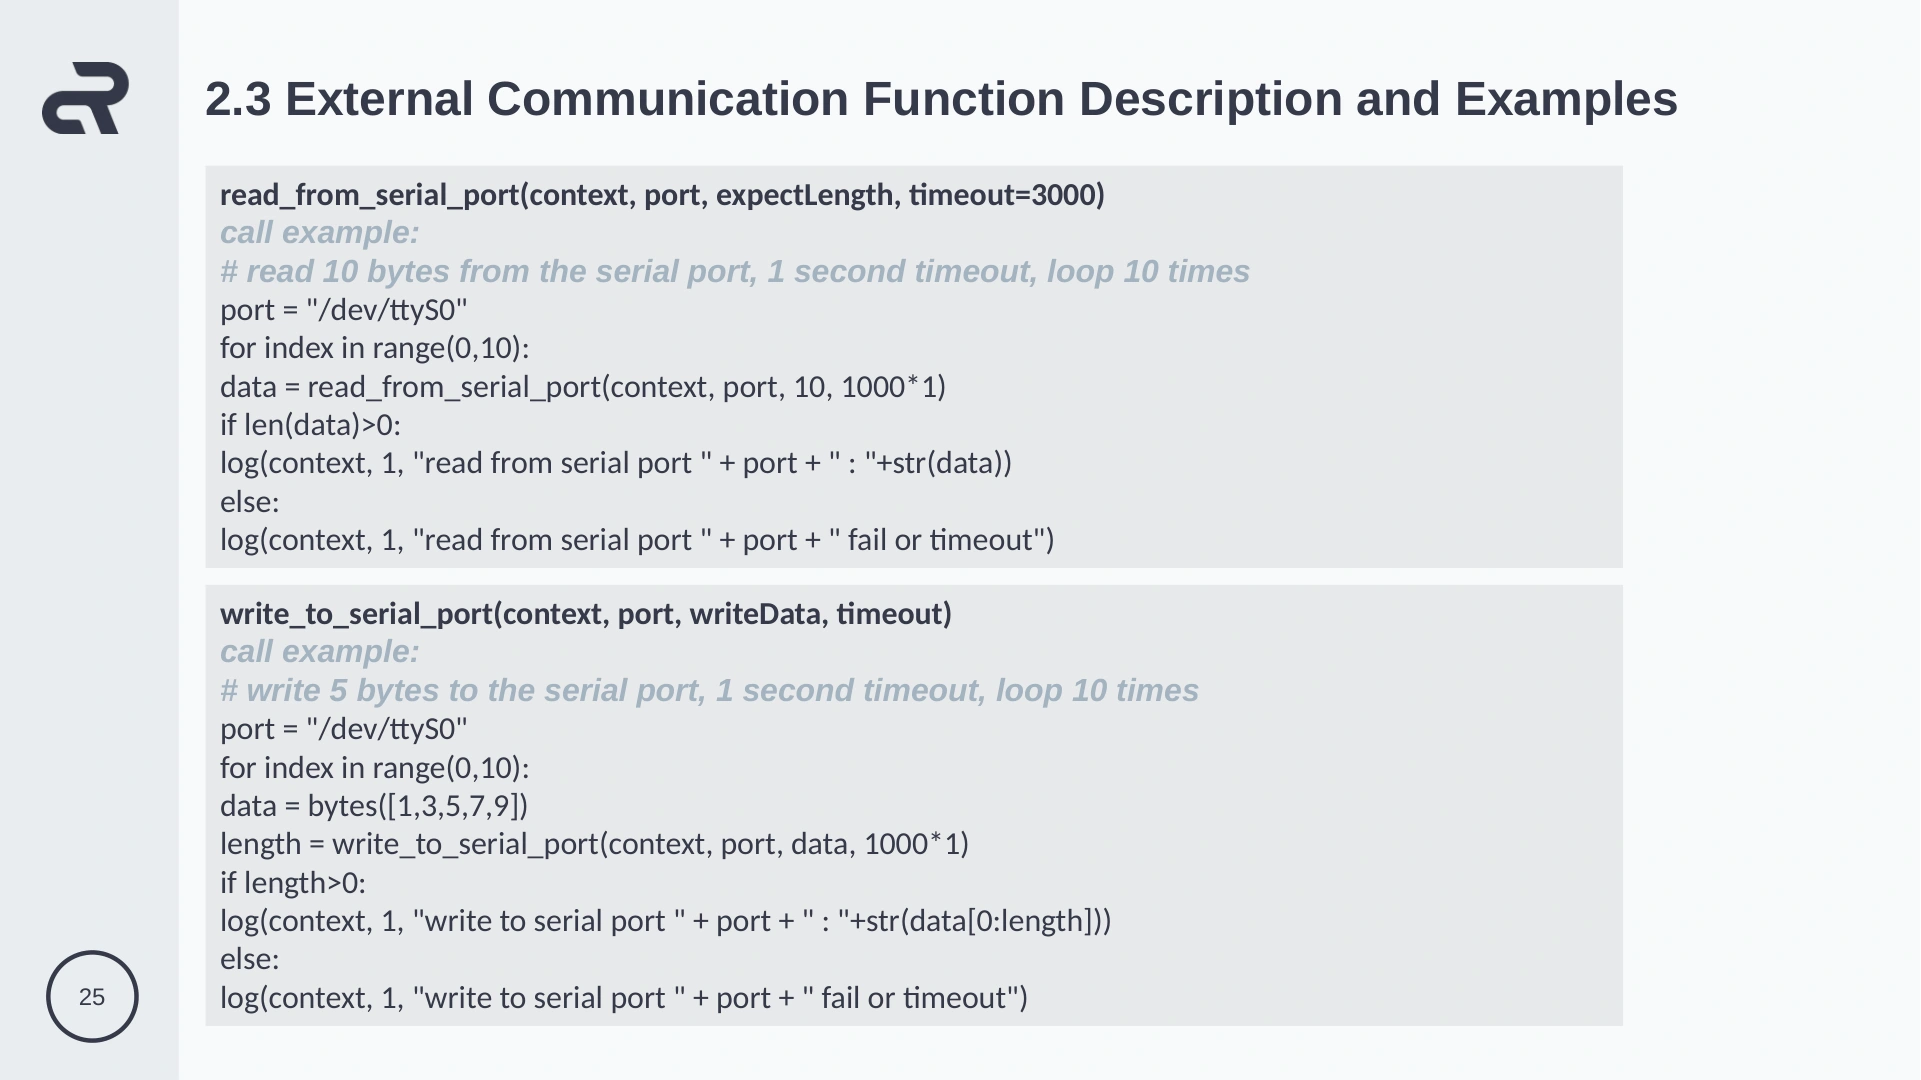 2.3 External Communication Function Description and Examples
read_from_serial_port(context, port, expectLength, timeout=3000)
call example:
# read 10 bytes from the serial port, 1 second timeout, loop 10 times
port = "/dev/ttyS0"
for index in range(0,10):
data = read_from_serial_port(context, port, 10, 1000*1)
if len(data)>0:
log(context, 1, "read from serial port " + port + " : "+str(data))
else:
log(context, 1, "read from serial port " + port + " fail or timeout")
write_to_serial_port(context, port, writeData, timeout)
call example:
# write 5 bytes to the serial port, 1 second timeout, loop 10 times
port = "/dev/ttyS0"
for index in range(0,10):
data = bytes([1,3,5,7,9])
length = write_to_serial_port(context, port, data, 1000*1)
if length>0:
log(context, 1, "write to serial port " + port + " : "+str(data[0:length]))
else:
log(context, 1, "write to serial port " + port + " fail or timeout")
25